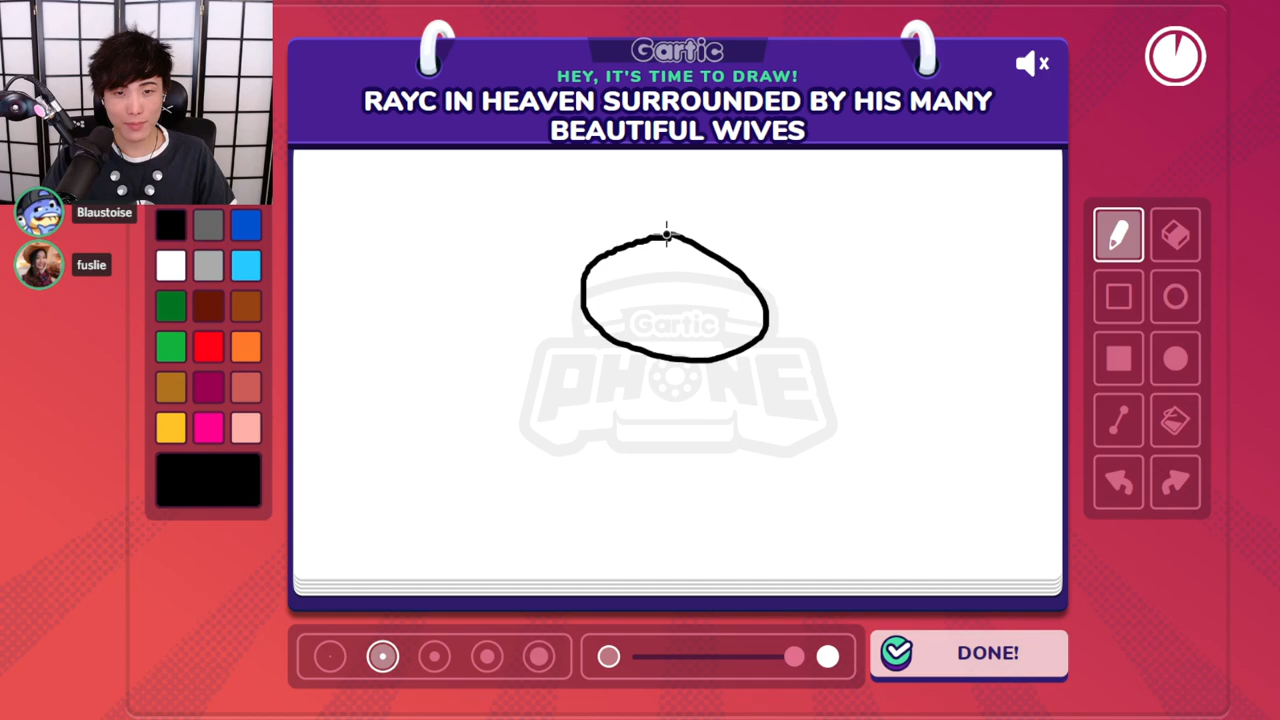 Gartic
HEY, IT'S TIME TO DRAW!
RAYC IN HEAVEN SURROUNDED BY HIS MANY
BEAUTIFUL WIVES
Blaustoise
fuslie
Gartic
PHONE
DONE!